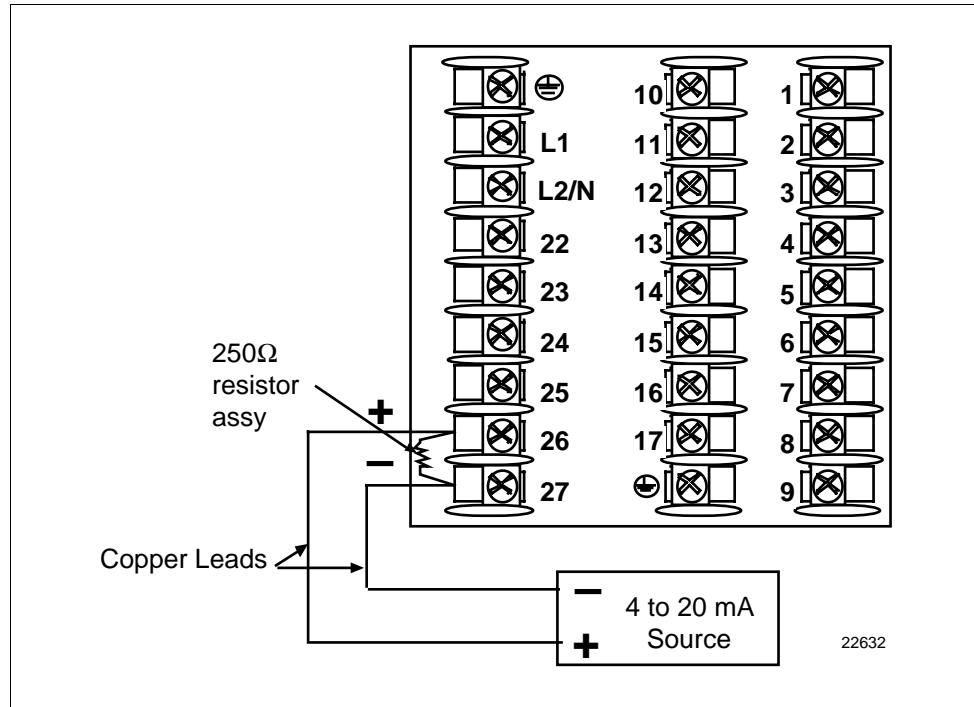 10 1
L1 11 2
L2/N 12 3
22 13 4
23 14 5
24 15 6
25 16 7
26 17 8
27 9
250Ω
resistor
assy
+
−
Copper Leads
− 4 to 20 mA
+ Source
22632